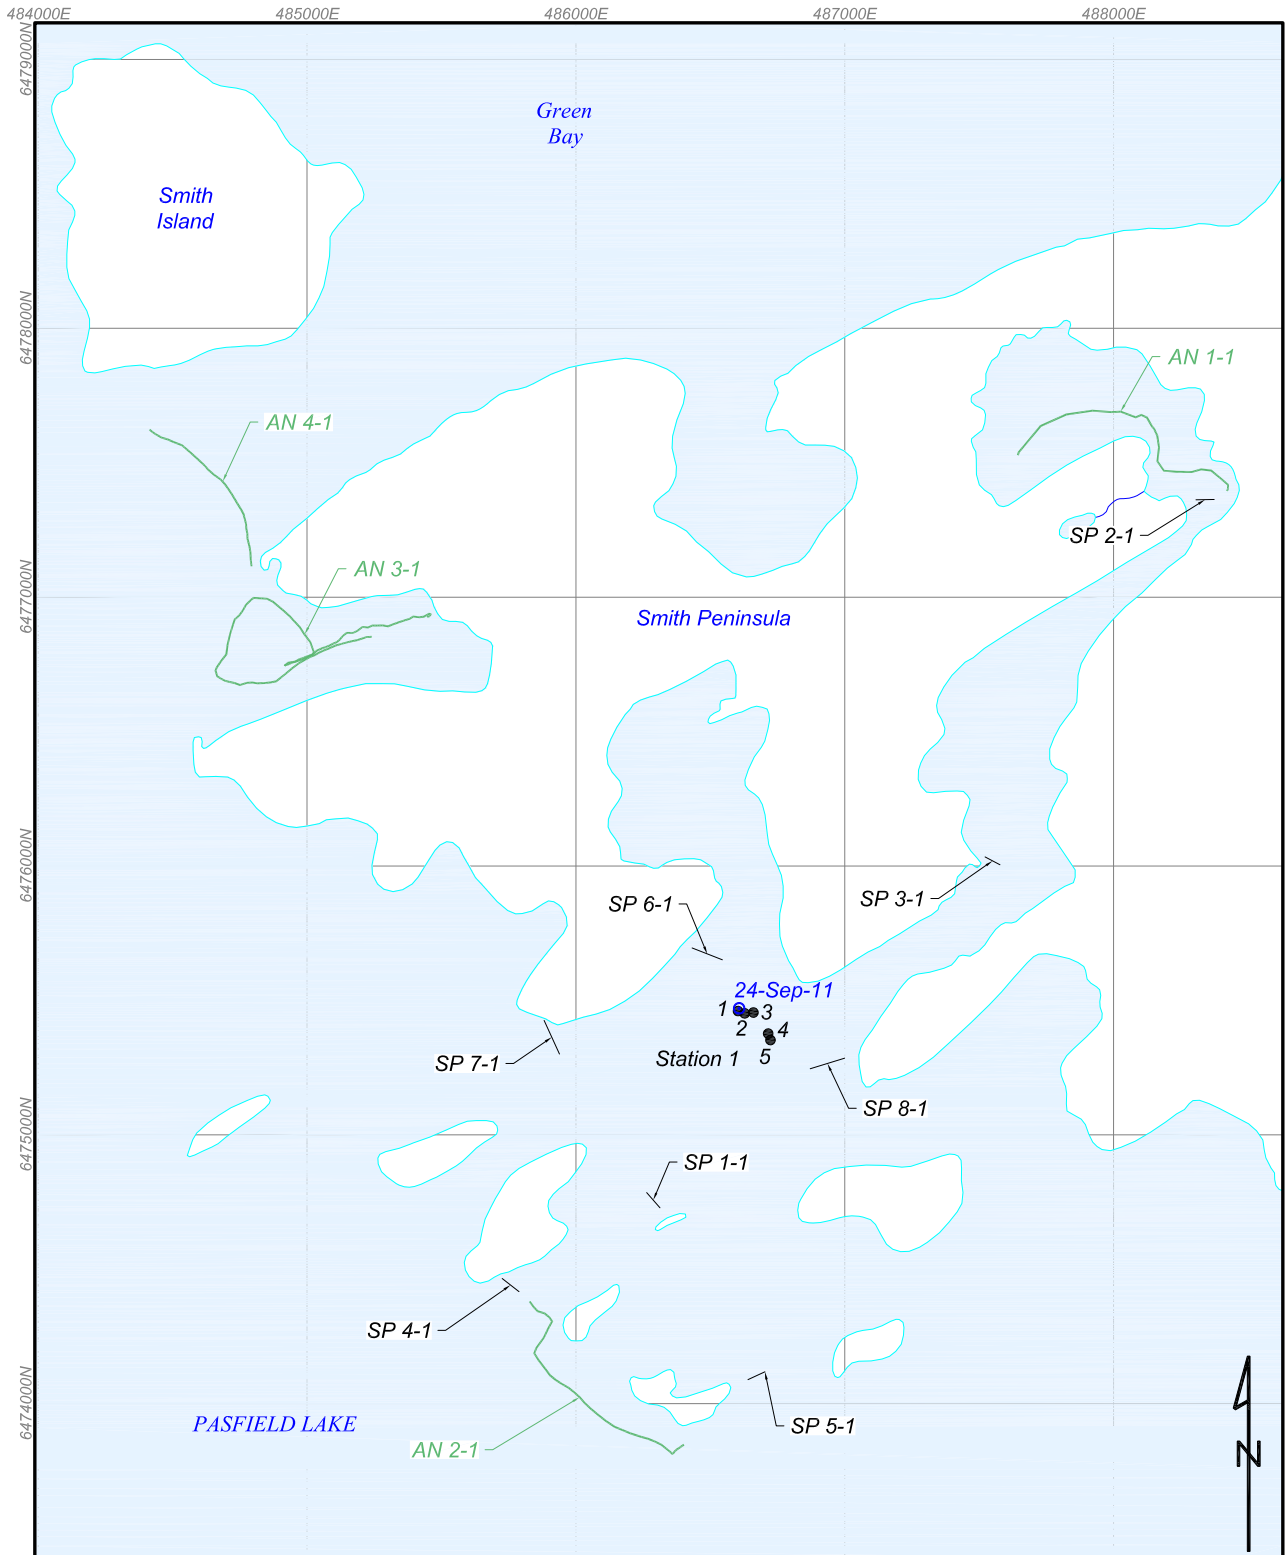 484000E
485000E
486000E
487000E
488000E
6479000N
Green
Bay
Smith
Island
6478000N
AN 1-1
AN 4-1
SP 2-1
AN 3-1
6477000N
Smith Peninsula
6476000N
SP 3-1
SP 6-1
24-Sep-11
1
3
2
4
Station 1
5
SP 7-1
SP 8-1
6475000N
SP 1-1
SP 4-1
6474000N
PASFIELD LAKE
SP 5-1
AN 2-1
N